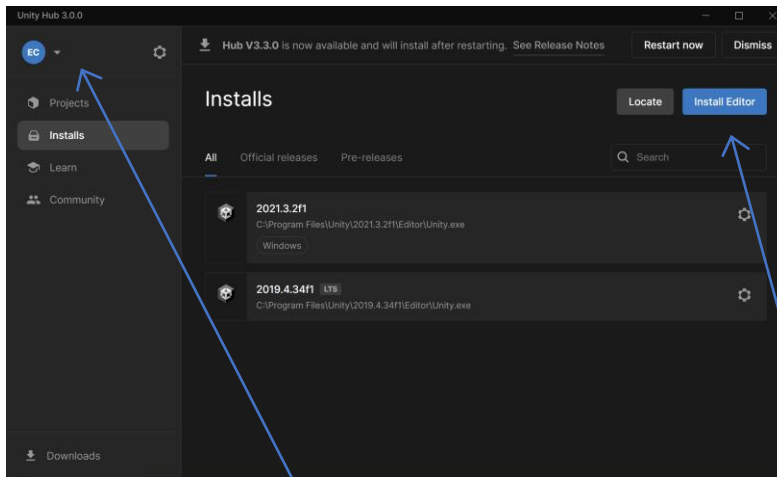 Unity Hub 3.0.0
EC
Hub V3.3.0 is now available and will install after restarting. See Release Notes
Restart now
Dismiss
Projects
Installs
Learn
Community
Downloads
Installs
Locate
Install Editor
All Official releases Pre-releases
Search
2021.3.2f1
C:\Program Files\Unity\2021.3.2f1\Editor\Unity.exe
Windows
2019.4.34f1 LTS
C:\Program Files\Unity\2019.4.34f1\Editor\Unity.exe